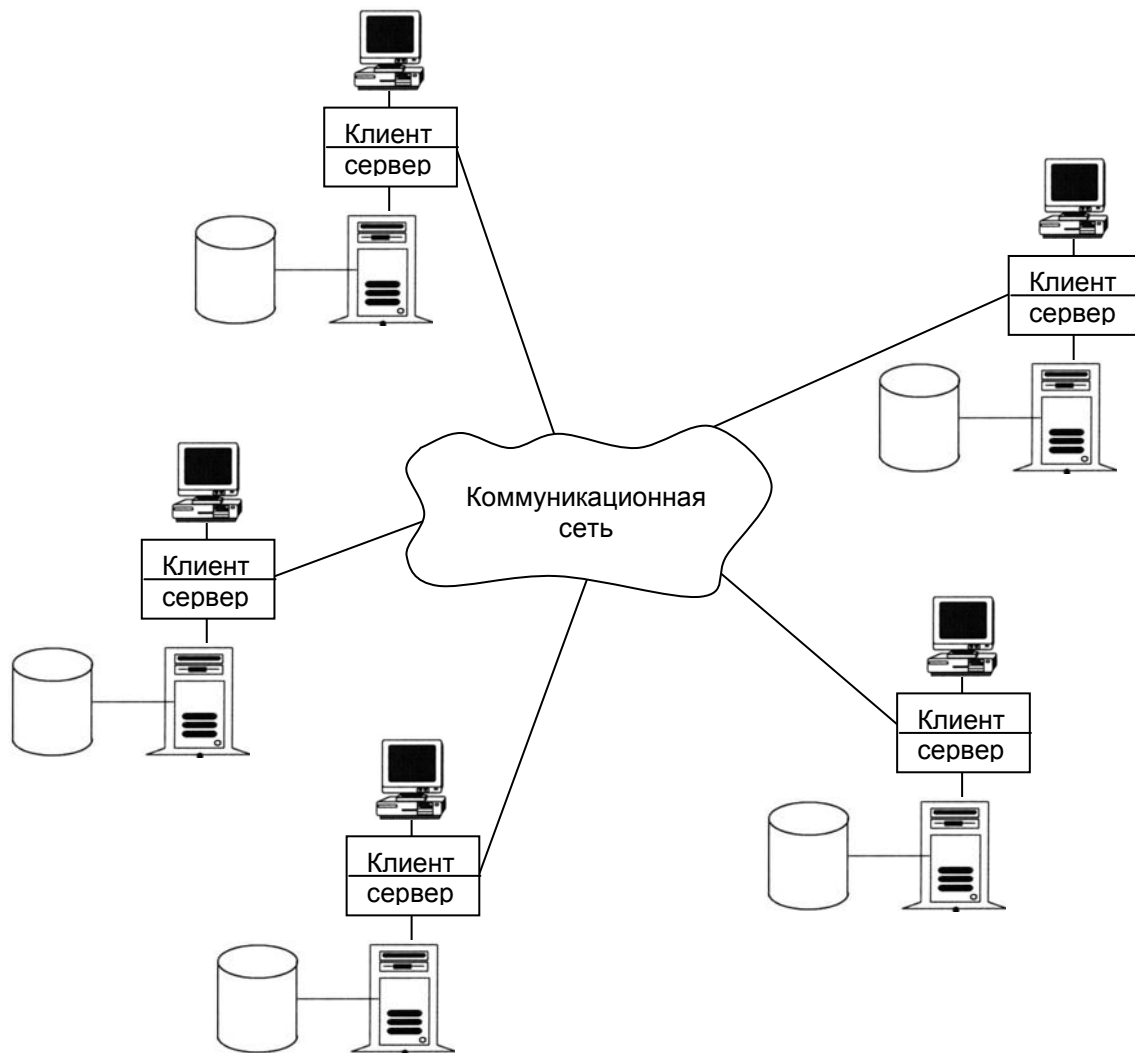 Клиент
сервер
Клиент
сервер
Коммуникационная
сеть
Клиент
сервер
Клиент
сервер
Клиент
сервер